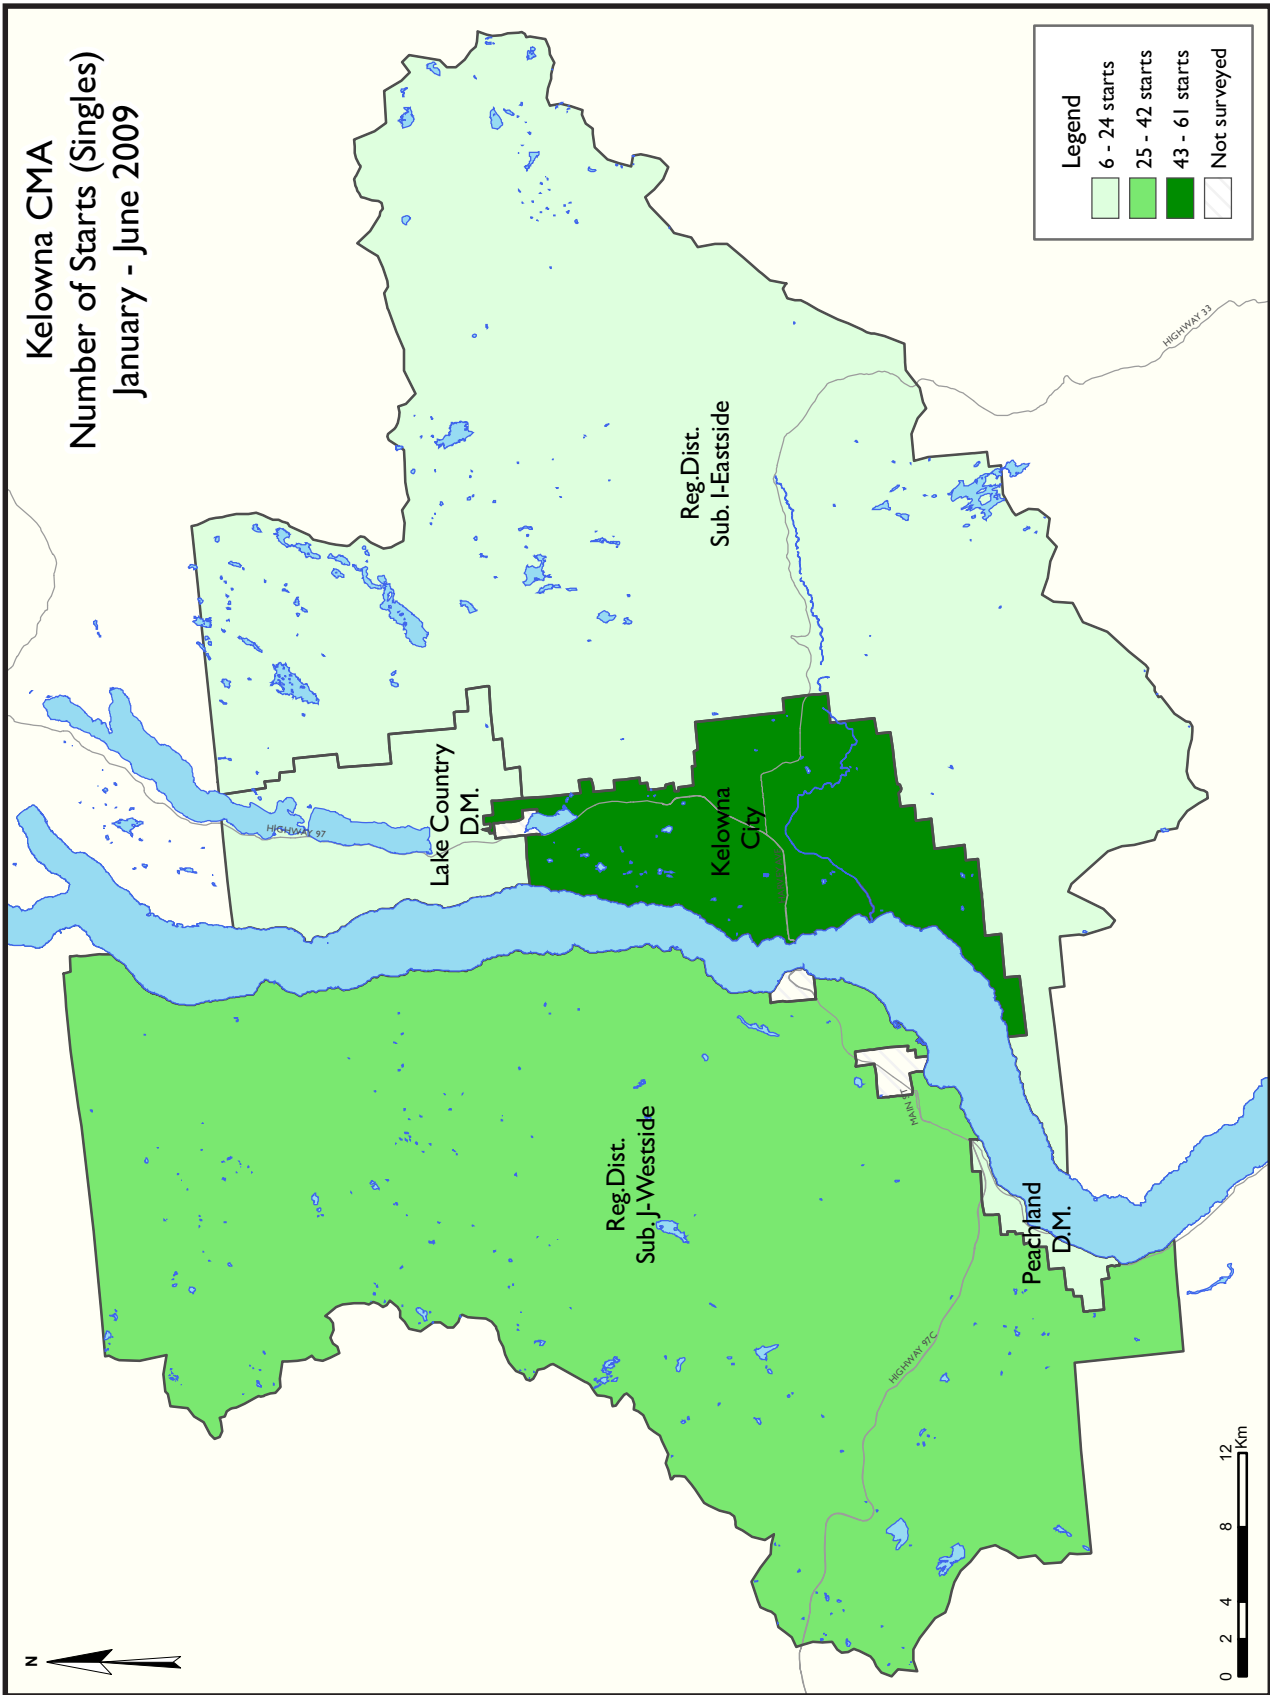 Kelowna CMA
Number of Starts (Singles)
January - June 2009
N
HIGHWAY 97
Lake Country
D.M.
Reg.Dist.
Sub. I-Eastside
Kelowna
City
HIGHWAY 33
Reg.Dist.
Sub. J-Westside
MAIN ST
Peachland
D.M.
HIGHWAY 97C
Legend
6 - 24 starts
25 - 42 starts
43 - 61 starts
Not surveyed
0 2 4 8 12
Km